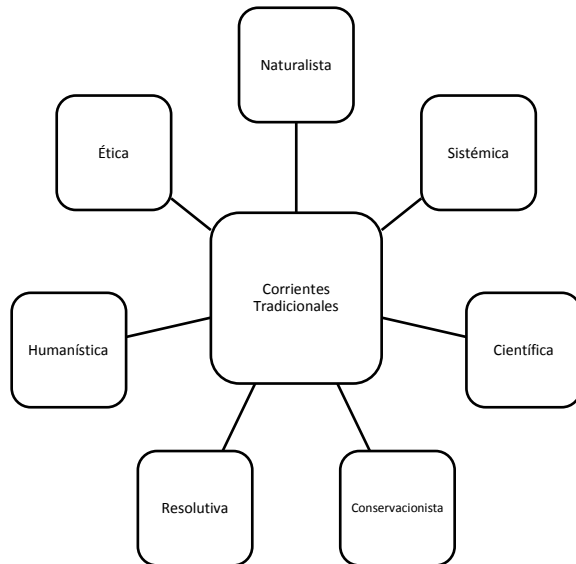 Naturalista
Ética
Sistémica
Corrientes
Tradicionales
Humanística
Científica
Resolutiva
Conservacionista